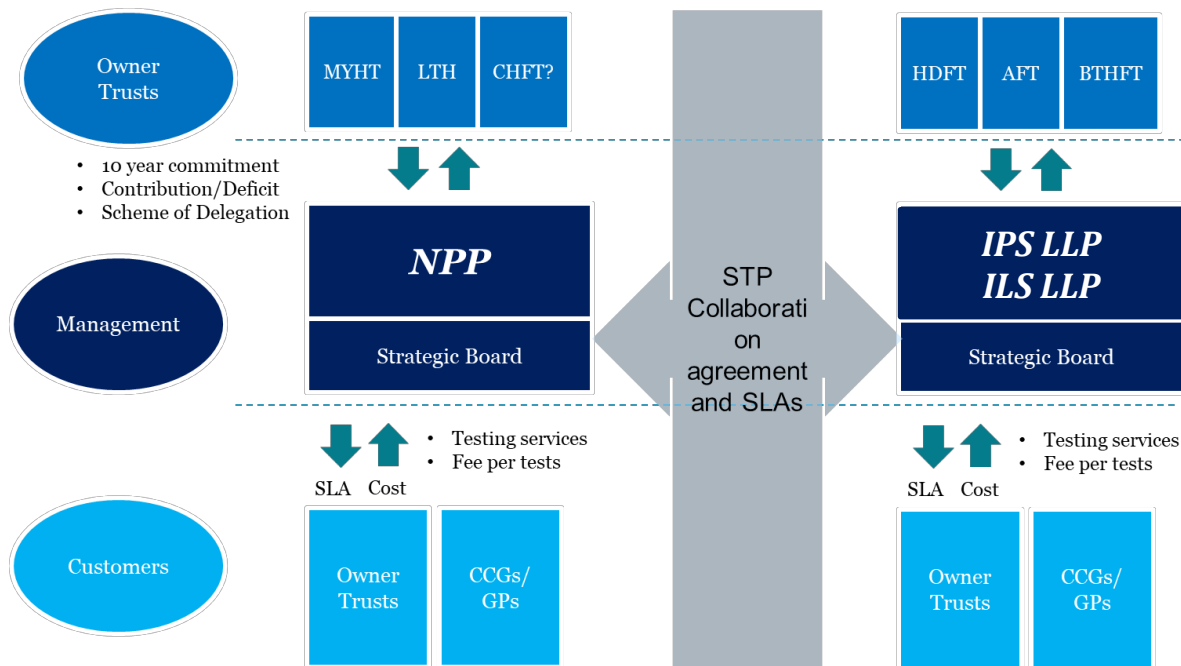 Owner
Trusts
MYHT
LTH
CHFT?
HDFT
AFT
BTHFT
• 10 year commitment
• Contribution/Deficit
• Scheme of Delegation
Management
NPP
Strategic Board
STP
Collaborati
on
agreement
and SLAs
IPS LLP
ILS LLP
Strategic Board
• Testing services
• Fee per tests
SLA
Cost
• Testing services
• Fee per tests
SLA
Cost
Customers
Owner
Trusts
CCGs/
GPs
Owner
Trusts
CCGs/
GPs